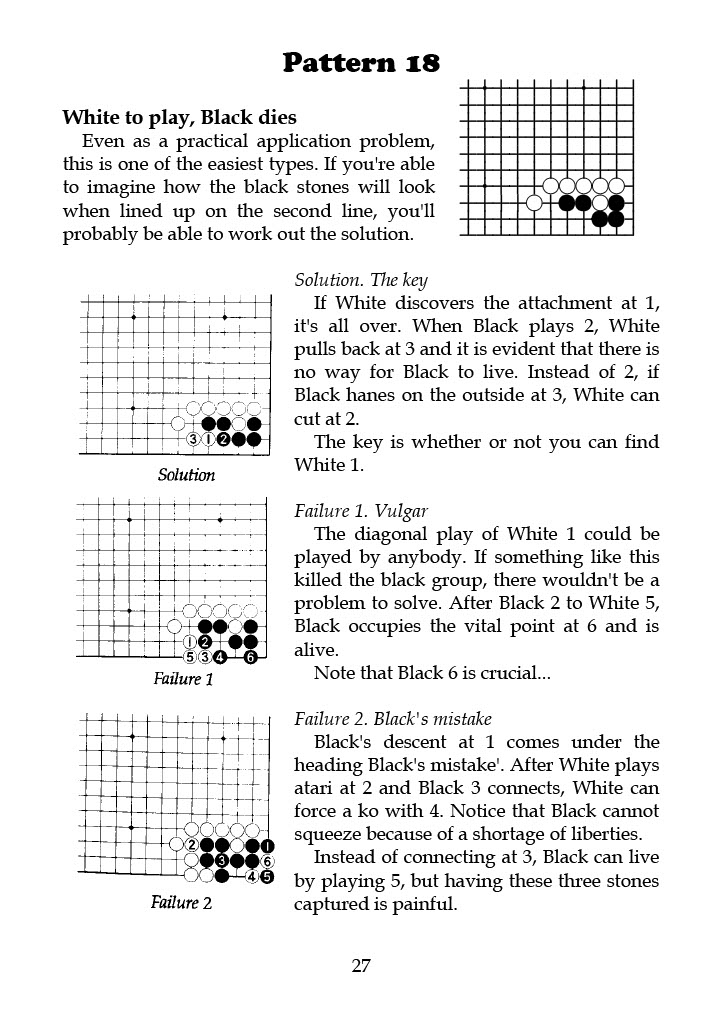 Pattern 18
White to play, Black dies
Even as a practical application problem,
this is one of the easiest types. If you're able
to imagine how the black stones will look
when lined up on the second line, you'll
probably be able to work out the solution.
3 1 2
Solution
Solution. The key
If White discovers the attachment at 1,
it's all over. When Black plays 2, White
pulls back at 3 and it is evident that there is
no way for Black to live. Instead of 2, if
Black hanes on the outside at 3, White can
cut at 2.
The key is whether or not you can find
White 1.
1 2
5 3 4 6
Failure 1
Failure 1. Vulgar
The diagonal play of White 1 could be
played by anybody. If something like this
killed the black group, there wouldn't be a
problem to solve. After Black 2 to White 5,
Black occupies the vital point at 6 and is
alive.
Note that Black 6 is crucial...
2 1
3 6
4 5
Failure 2
Failure 2. Black's mistake
Black's descent at 1 comes under the
heading Black's mistake'. After White plays
atari at 2 and Black 3 connects, White can
force a ko with 4. Notice that Black cannot
squeeze because of a shortage of liberties.
Instead of connecting at 3, Black can live
by playing 5, but having these three stones
captured is painful.
27